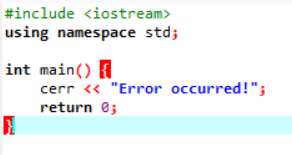 #include <iostream>
using namespace std;

int main() {
    cerr << "Error occurred!";
    return 0;
}